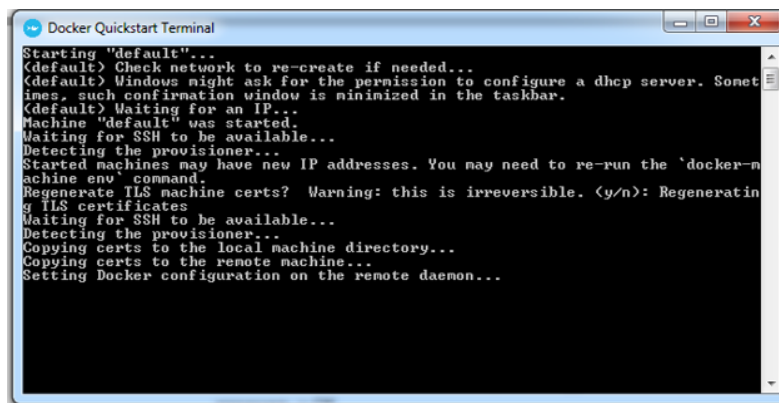 Docker Quickstart Terminal
Starting "default"...
(default) Check network to re-create if needed...
(default) Windows might ask for the permission to configure a dhcp server. Somet
imes, such confirmation window is minimized in the taskbar.
(default) Waiting for an IP...
Machine "default" was started.
Waiting for SSH to be available...
Detecting the provisioner...
Started machines may have new IP addresses. You may need to re-run the `docker-m
achine env` command.
Regenerate TLS machine certs?  Warning: this is irreversible. (y/n): Regeneratin
g TLS certificates
Waiting for SSH to be available...
Detecting the provisioner...
Copying certs to the local machine directory...
Copying certs to the remote machine...
Setting Docker configuration on the remote daemon...